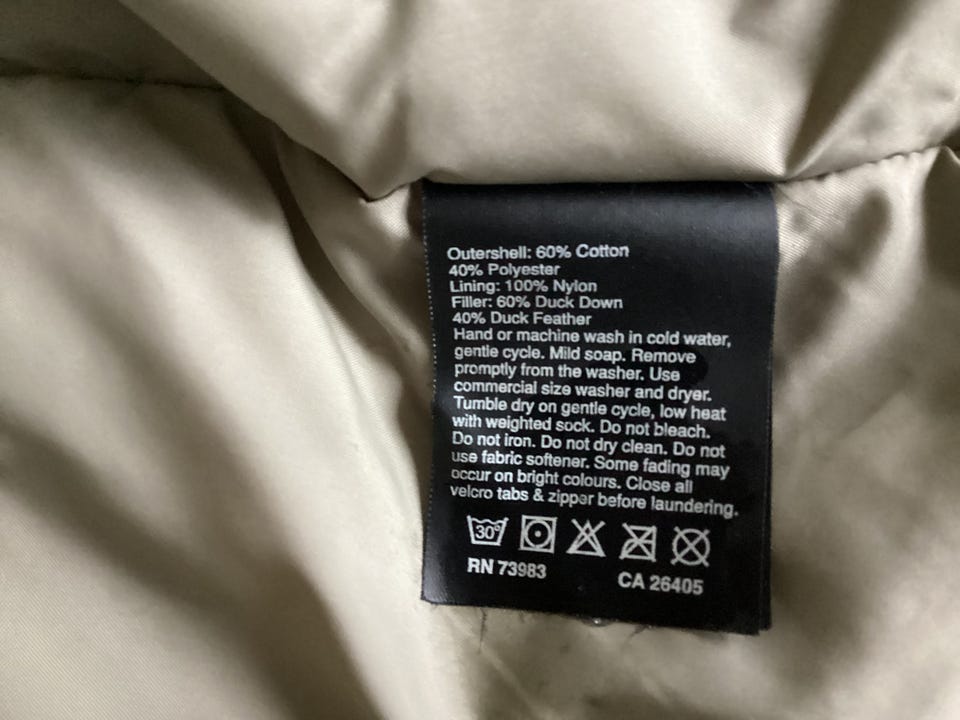 Outershell: 60% Cotton
40% Polyester
Lining: 100% Nylon
Filler: 60% Duck Down
40% Duck Feather
Hand or machine wash in cold water,
gentle cycle. Mild soap. Remove
promptly from the washer. Use
commercial size washer and dryer.
Tumble dry on gentle cycle, low heat
with weighted sock. Do not bleach.
Do not iron. Do not dry clean. Do not
use fabric softener. Some fading may
occur on bright colours. Close all
velcro tabs & zipper before laundering.
30°
RN 73983 CA 26405